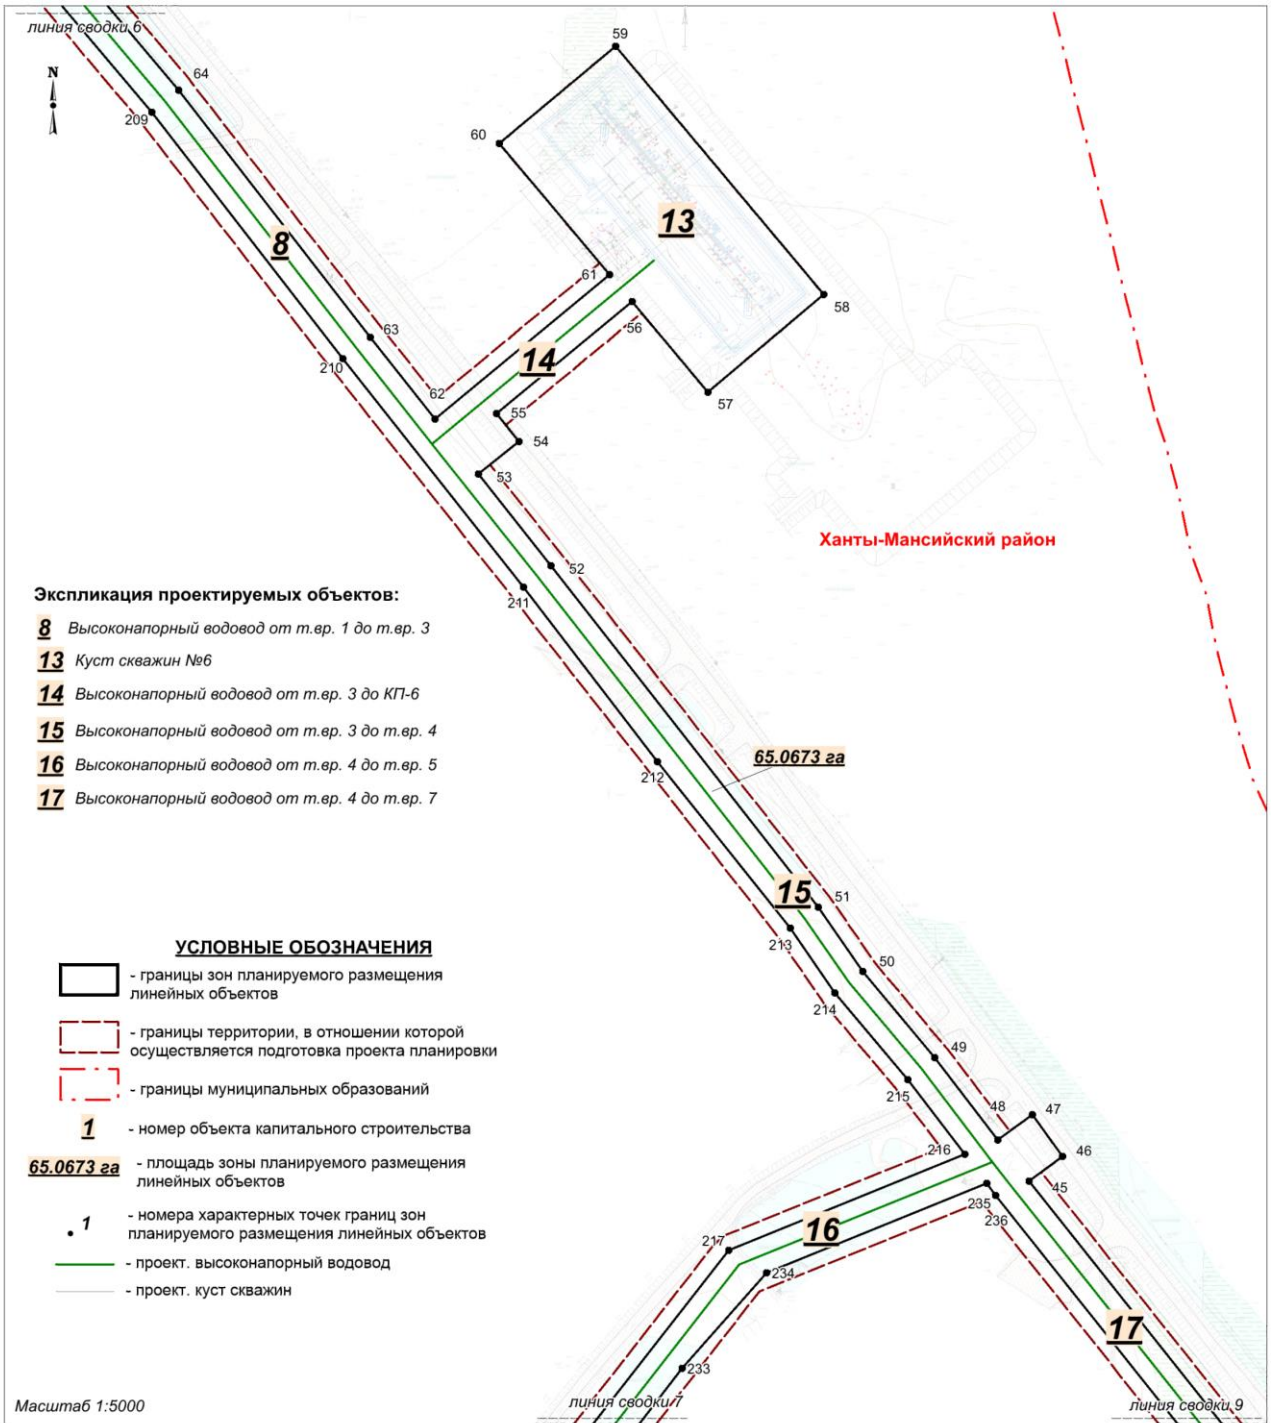 линия сводки 6
N
59
64
209
60
13
8
61
58
56
63
210
14
62
57
55
54
53
Ханты-Мансийский район
52
211
Экспликация проектируемых объектов:
8 Высоконапорный водовод от т.вр. 1 до т.вр. 3
13 Куст скважин №6
14 Высоконапорный водовод от т.вр. 3 до КП-6
15 Высоконапорный водовод от т.вр. 3 до т.вр. 4
16 Высоконапорный водовод от т.вр. 4 до т.вр. 5
17 Высоконапорный водовод от т.вр. 4 до т.вр. 7
65.0673 га
212
15
51
213
50
214
49
215
48
47
216
46
45
235
236
16
217
234
17
233
УСЛОВНЫЕ ОБОЗНАЧЕНИЯ
- границы зон планируемого размещения
линейных объектов
- границы территории, в отношении которой
осуществляется подготовка проекта планировки
- границы муниципальных образований
1 - номер объекта капитального строительства
65.0673 га - площадь зоны планируемого размещения
линейных объектов
1 - номера характерных точек границ зон
планируемого размещения линейных объектов
- проект. высоконапорный водовод
- проект. куст скважин
Масштаб 1:5000
линия сводки 7
линия сводки 9